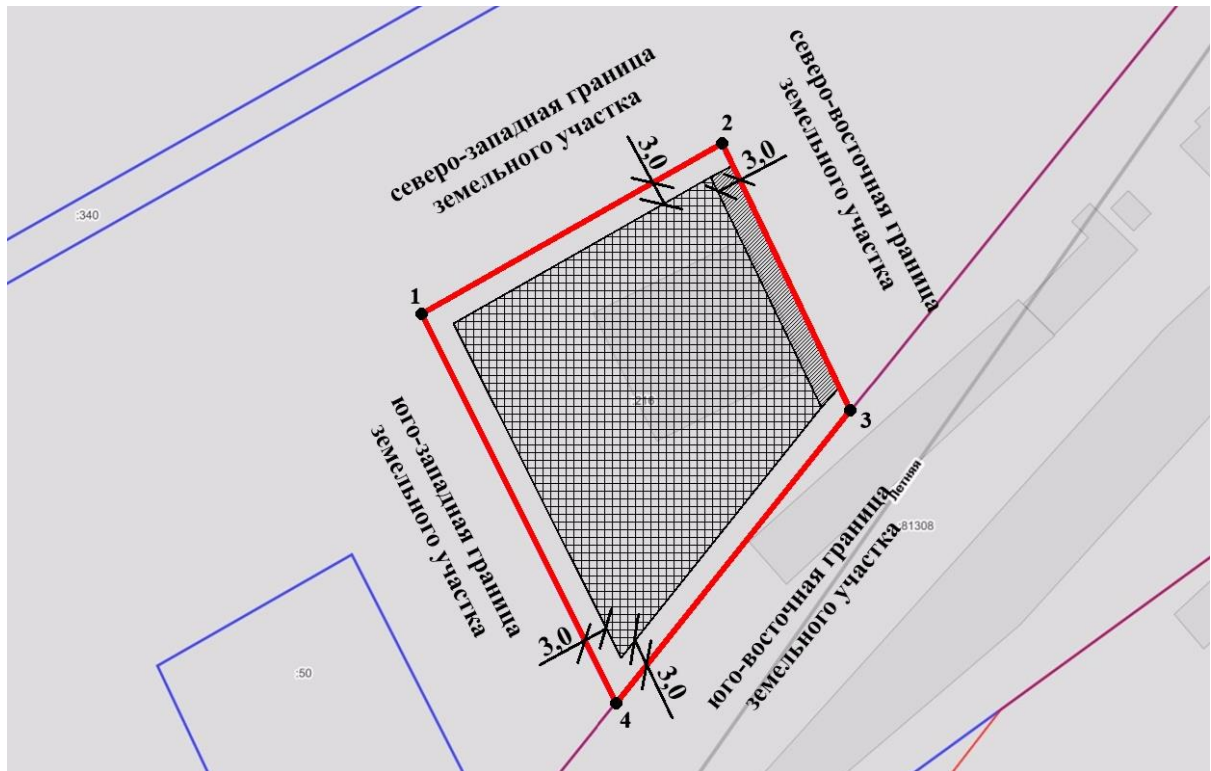 северо-западная граница
земельного участка
северо-восточная граница
земельного участка
2
3,0
3,0
:340
1
:216
3
юго-западная граница
земельного участка
Летняя
:81308
юго-восточная граница
земельного участка
3,0
3,0
:50
4